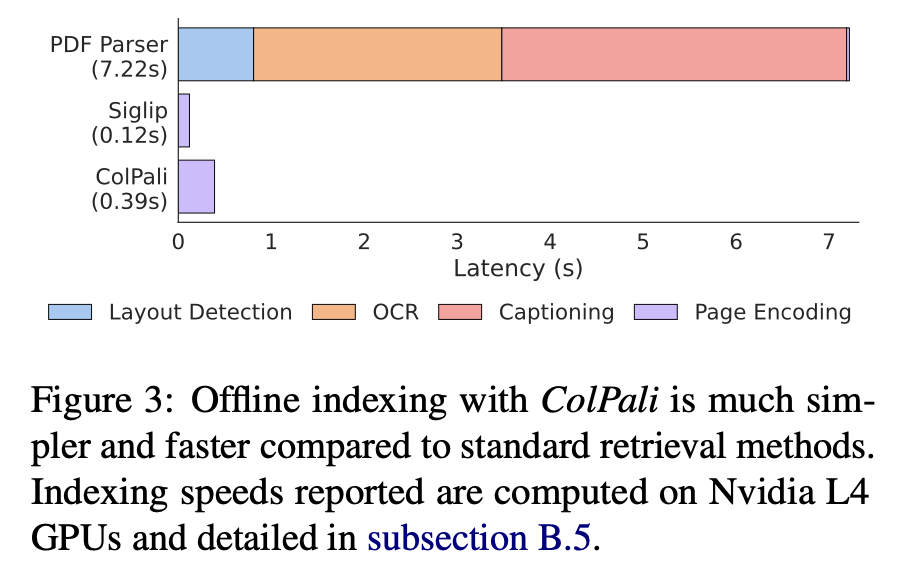 PDF Parser
(7.22s)
Siglip
(0.12s)
ColPali
(0.39s)
0 1 2 3 4 5 6 7
Latency (s)
Layout Detection OCR Captioning Page Encoding
Figure 3: Offline indexing with ColPali is much sim-
pler and faster compared to standard retrieval methods.
Indexing speeds reported are computed on Nvidia L4
GPUs and detailed in subsection B.5.